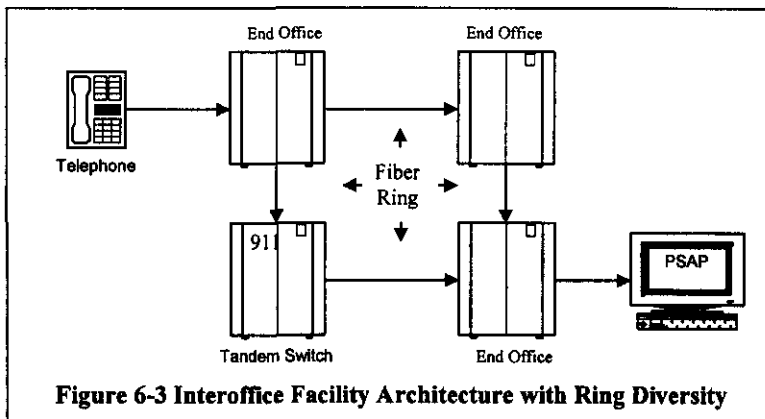 End Office
End Office
Telephone
Fiber
Ring
911
PSAP
Tandem Switch
End Office
Figure 6-3 Interoffice Facility Architecture with Ring Diversity